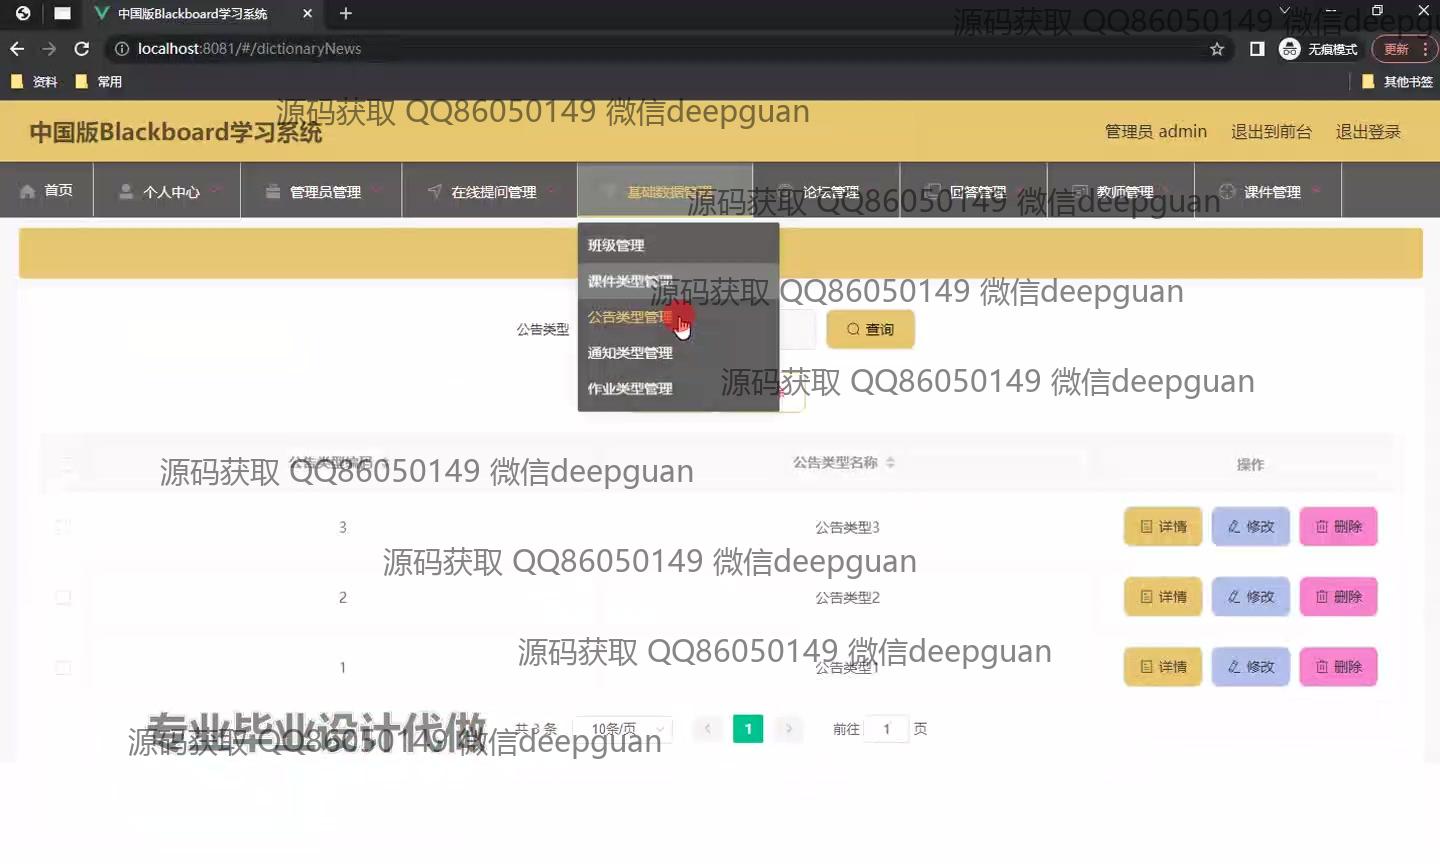 中国版Blackboard学习系统
localhost:8081/#/dictionaryNews
无痕模式
更新
资料
常用
其他书签
源码获取 QQ86050149 微信deepguan
源码获取 QQ86050149 微信deepguan
中国版Blackboard学习系统
管理员 admin
退出到前台
退出登录
首页
个人中心
管理员管理
在线提问管理
基础数据管理
论坛管理
回答管理
教师管理
课件管理
源码获取 QQ86050149 微信deepguan
班级管理
课件类型管理
公告类型管理
通知类型管理
作业类型管理
源码获取 QQ86050149 微信deepguan
公告类型
查询
源码获取 QQ86050149 微信deepguan
公告类型编码
公告类型名称
操作
源码获取 QQ86050149 微信deepguan
3
公告类型3
详情
修改
删除
源码获取 QQ86050149 微信deepguan
2
公告类型2
详情
修改
删除
源码获取 QQ86050149 微信deepguan
1
公告类型1
详情
修改
删除
专业毕业设计代做
共 3 条
10条/页
1
前往
1
页
源码获取 QQ86050149 微信deepguan